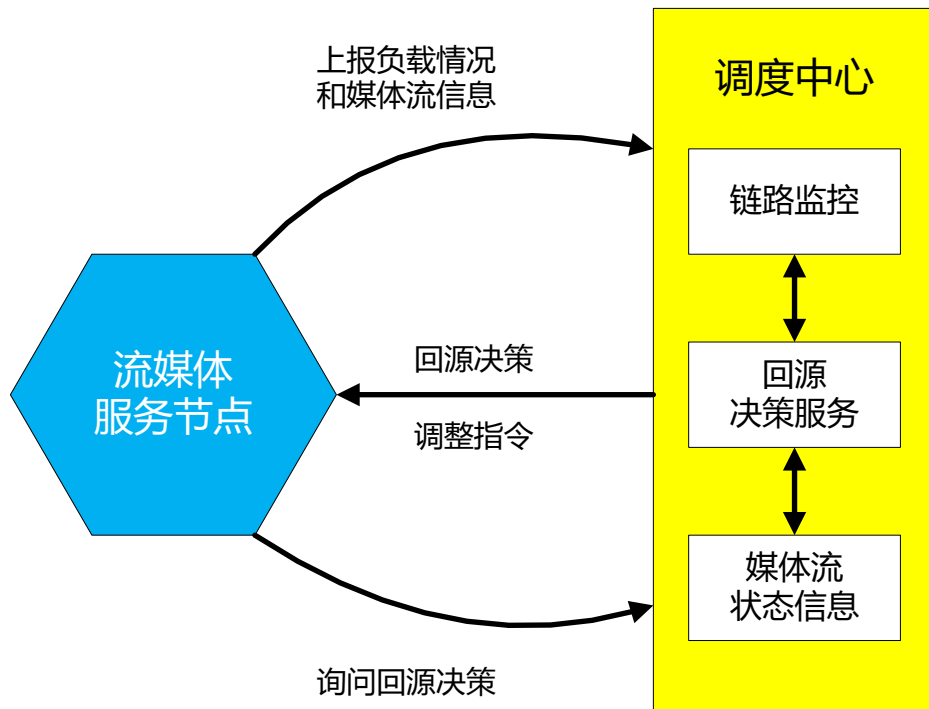 上报负载情况
和媒体流信息
调度中心
链路监控
流媒体
服务节点
回源决策
调整指令
回源
决策服务
媒体流
状态信息
询问回源决策